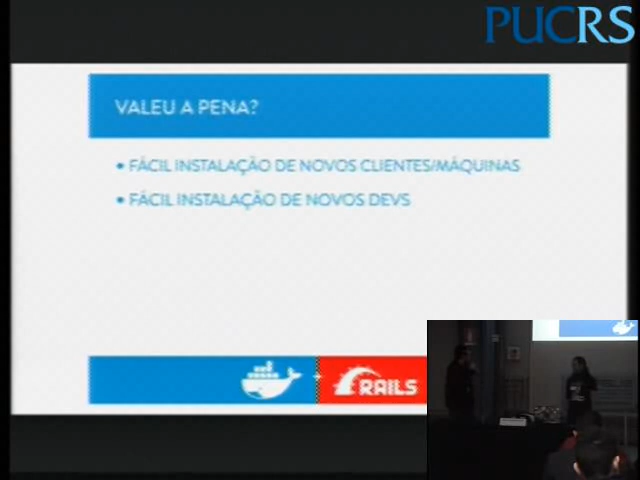 PUCRS
VALEU A PENA?
• FÁCIL INSTALAÇÃO DE NOVOS CLIENTES/MÁQUINAS
• FÁCIL INSTALAÇÃO DE NOVOS DEVS
RAILS